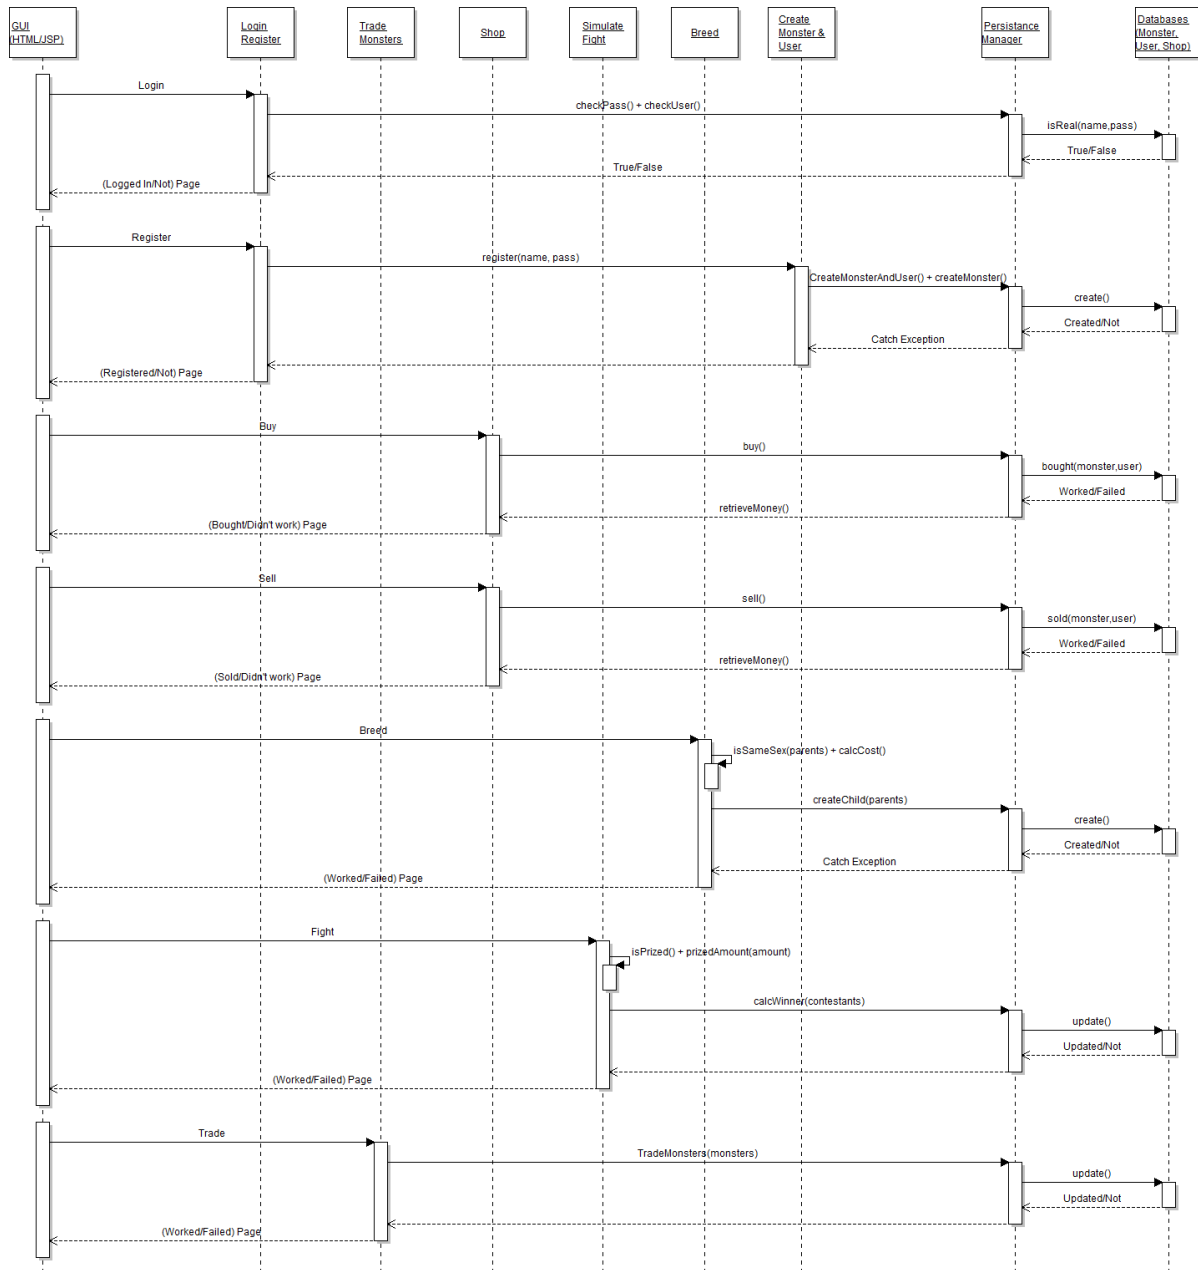 GUI
(HTML/JSP)
Login
Register
Trade
Monsters
Shop
Simulate
Fight
Breed
Create
Monster &
User
Persistance
Manager
Databases
(Monster,
User, Shop)
Login
checkPass() + checkUser()
isReal(name,pass)
True/False
True/False
(Logged In/Not) Page
Register
register(name, pass)
CreateMonsterAndUser() + createMonster()
create()
Created/Not
Catch Exception
(Registered/Not) Page
Buy
buy()
bought(monster,user)
Worked/Failed
retrieveMoney()
(Bought/Didn't work) Page
Sell
sell()
sold(monster,user)
Worked/Failed
retrieveMoney()
(Sold/Didn't work) Page
Breed
isSameSex(parents) + calcCost()
createChild(parents)
create()
Created/Not
Catch Exception
(Worked/Failed) Page
Fight
isPrized() + prizedAmount(amount)
calcWinner(contestants)
update()
Updated/Not
(Worked/Failed) Page
Trade
TradeMonsters(monsters)
update()
Updated/Not
(Worked/Failed) Page